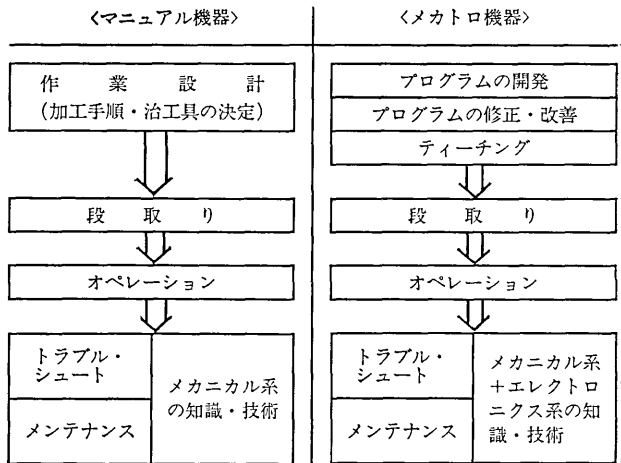 〈マニュアル機器〉
作業設計
(加工手順・治工具の決定)
段取り
オペレーション
トラブル・
シュート
メンテナンス
メカニカル系
の知識・技術
〈メカトロ機器〉
プログラムの開発
プログラムの修正・改善
ティーチング
段取り
オペレーション
トラブル・
シュート
メンテナンス
メカニカル系
+エレクトロ
ニクス系の知
識・技術